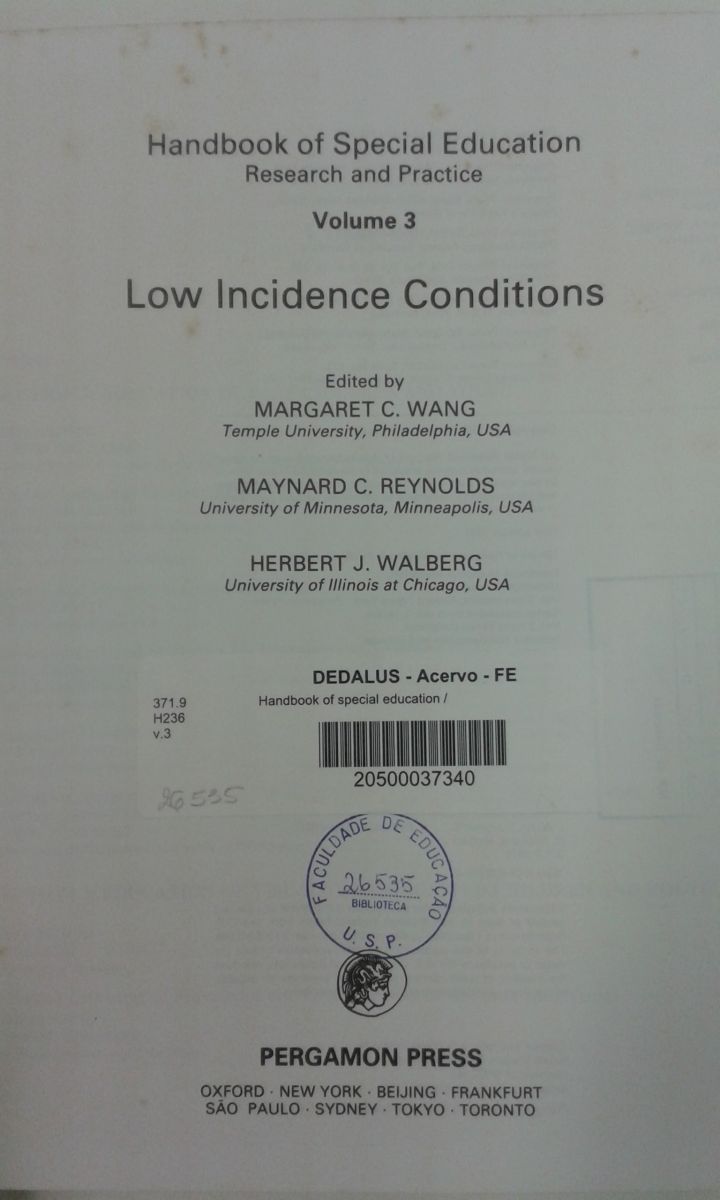 Handbook of Special Education
Research and Practice
Volume 3
Low Incidence Conditions
Edited by
MARGARET C. WANG
Temple University, Philadelphia, USA
MAYNARD C. REYNOLDS
University of Minnesota, Minneapolis, USA
HERBERT J. WALBERG
University of Illinois at Chicago, USA
DEDALUS - Acervo - FE
371.9
H236
v.3
Handbook of special education /
20500037340
26535
FACULDADE DE EDUCAÇÃO
26535
BIBLIOTECA
U. S. P.
PERGAMON PRESS
OXFORD · NEW YORK · BEIJING · FRANKFURT
SÃO PAULO · SYDNEY · TOKYO · TORONTO